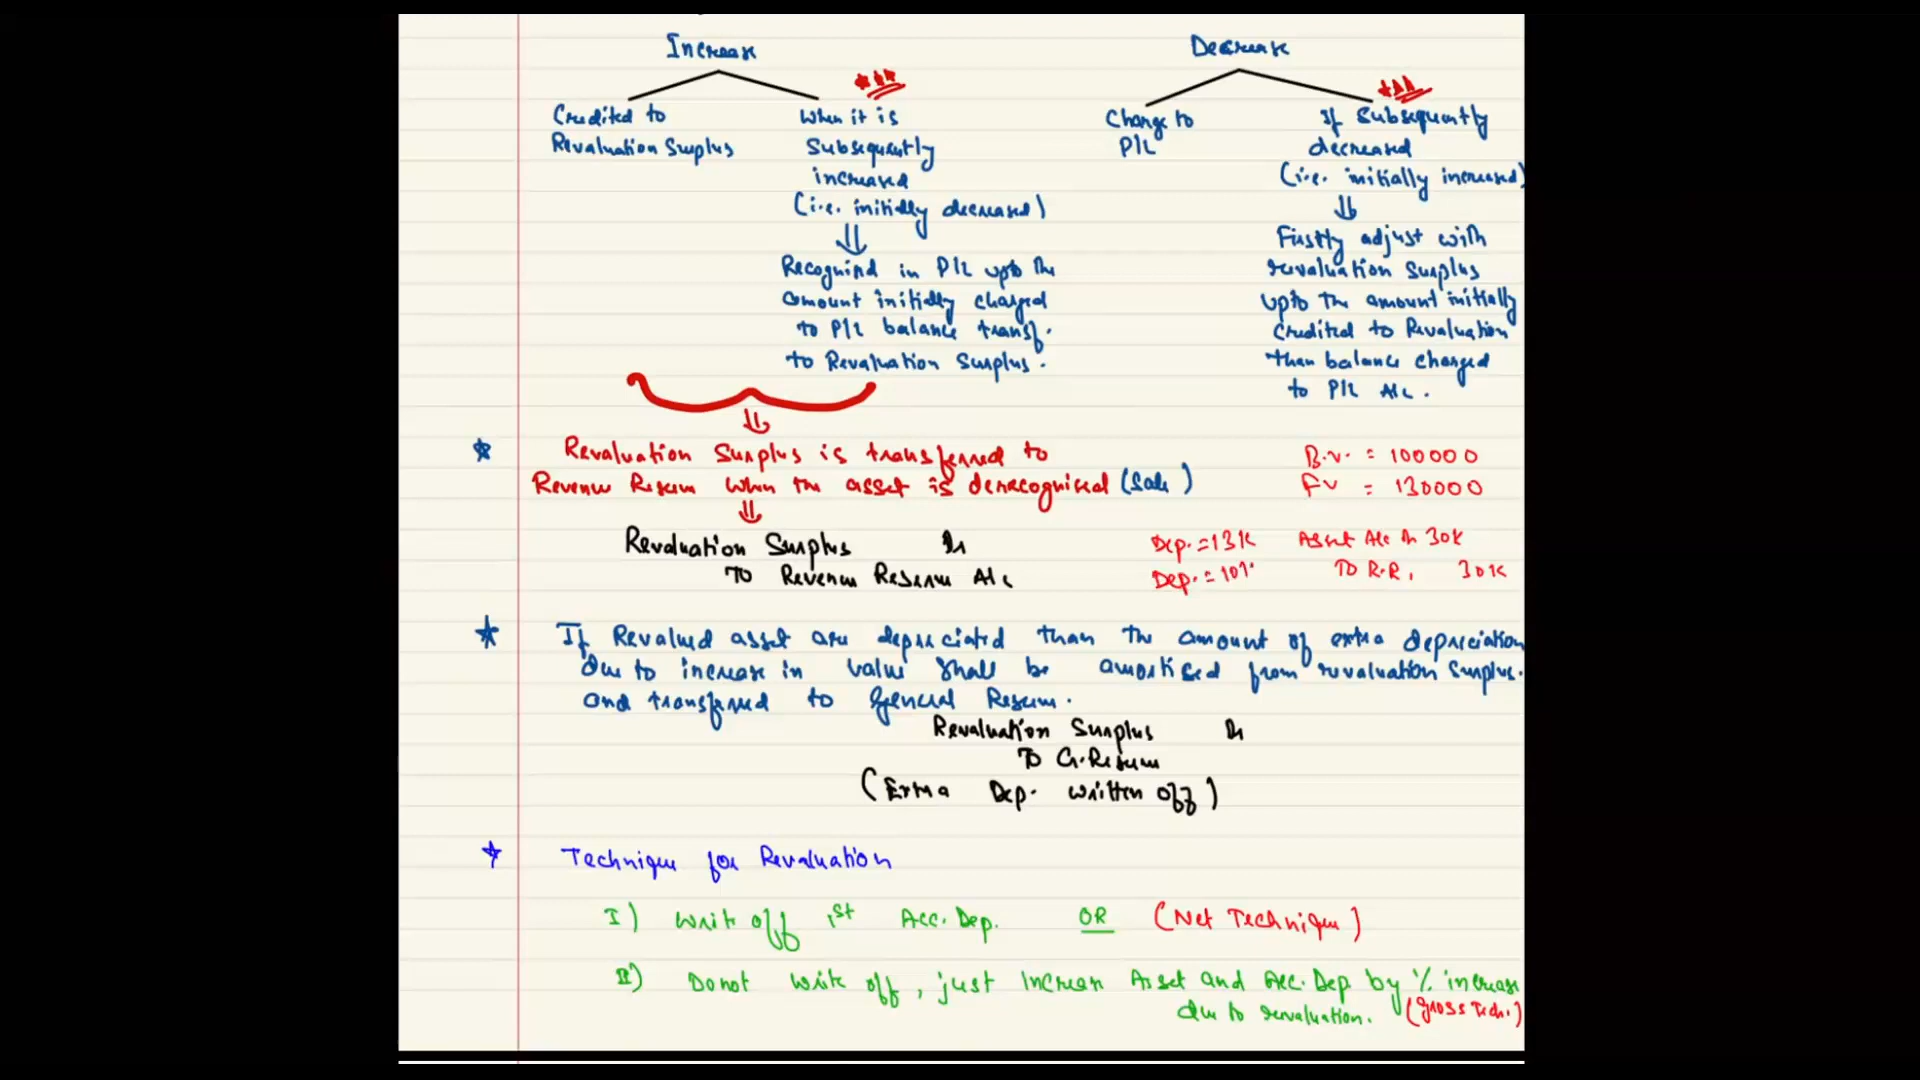 Increase
Decrease
Credited to
Revaluation Surplus
When it is
Subsequently
increased
(i.e. initially decreased)
Recognized in P/L upto the
amount initially charged
to P/L balance transf.
to Revaluation Surplus.
Charge to
P/L
If Subsequently
decreased
(i.e. initially increased)
Firstly adjust with
revaluation Surplus
upto the amount initially
credited to Revaluation
than balance charged
to P/L A/c.
Revaluation Surplus is transferred to
Revenue Reserve when the asset is derecognised (Sale)
Revaluation Surplus Dr
To Revenue Reserve A/c
B.V. = 100000
FV = 130000
Dep. = 13K
Dep. = 10%
Asset A/c Dr 30K
To R.R. 30K
If Revalued asset are depreciated than the amount of extra depreciation
due to increase in value shall be amortised from revaluation surplus.
and transferred to General Reserve.
Revaluation Surplus Dr
To G.Reserve
(Extra Dep. written off)
Technique for Revaluation
I) Write off 1st Acc. Dep. OR (Net Technique)
II) Do not write off, just Increase Asset and Acc. Dep by % increase
due to revaluation. (Gross Tech.)